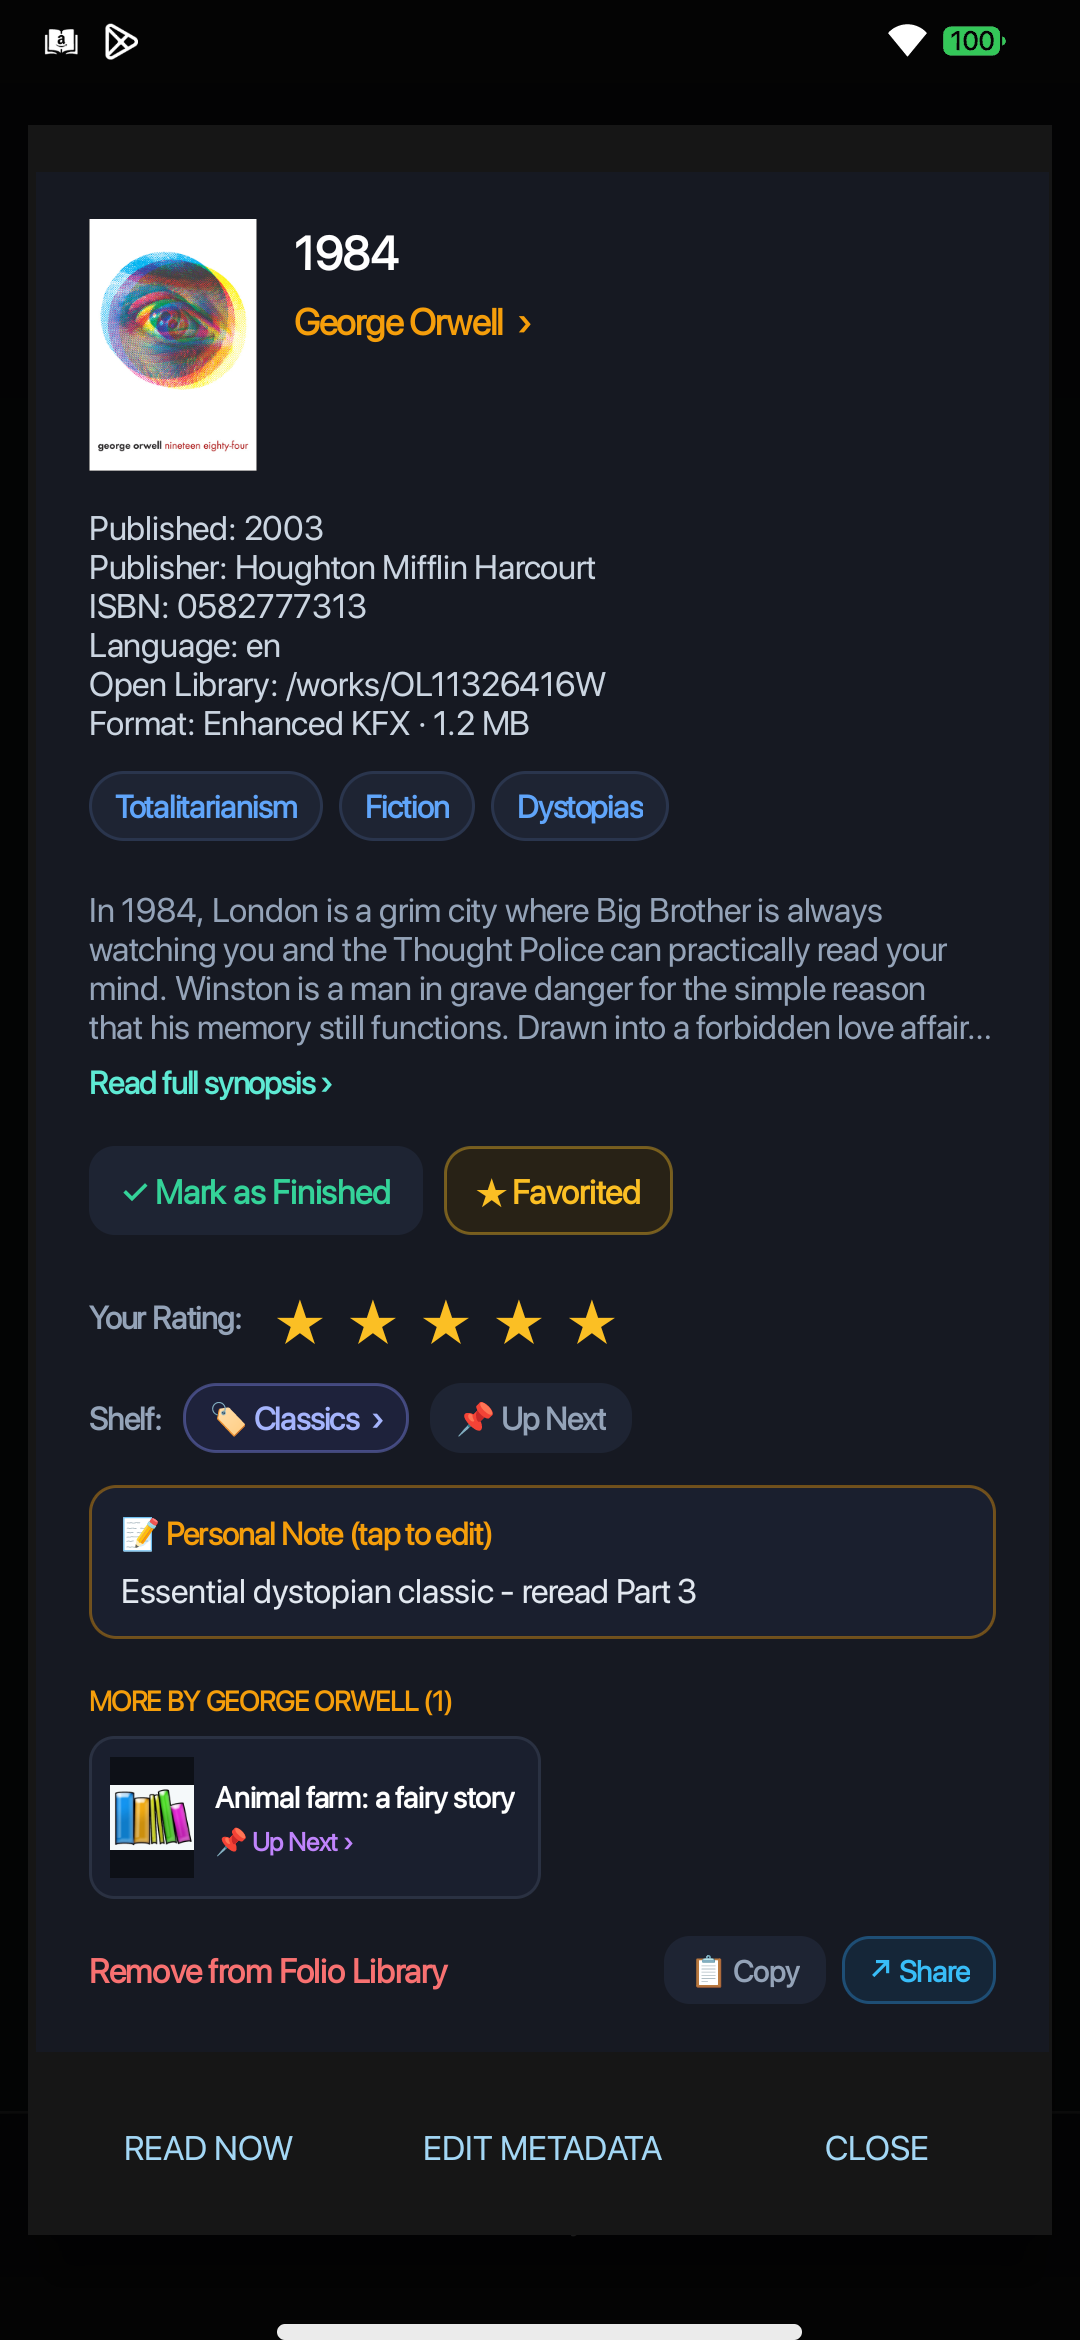 100
1984
George Orwell ›
george orwell nineteen eighty-four
Published: 2003
Publisher: Houghton Mifflin Harcourt
ISBN: 0582777313
Language: en
Open Library: /works/OL11326416W
Format: Enhanced KFX · 1.2 MB
Totalitarianism Fiction Dystopias
In 1984, London is a grim city where Big Brother is always
watching you and the Thought Police can practically read your
mind. Winston is a man in grave danger for the simple reason
that his memory still functions. Drawn into a forbidden love affair...
Read full synopsis ›
✓ Mark as Finished ★ Favorited
Your Rating: ★ ★ ★ ★ ★
Shelf: 🏷️ Classics › 📌 Up Next
📝 Personal Note (tap to edit)
Essential dystopian classic - reread Part 3
MORE BY GEORGE ORWELL (1)
Animal farm: a fairy story
📌 Up Next ›
Remove from Folio Library 📋 Copy ↗ Share
READ NOW EDIT METADATA CLOSE